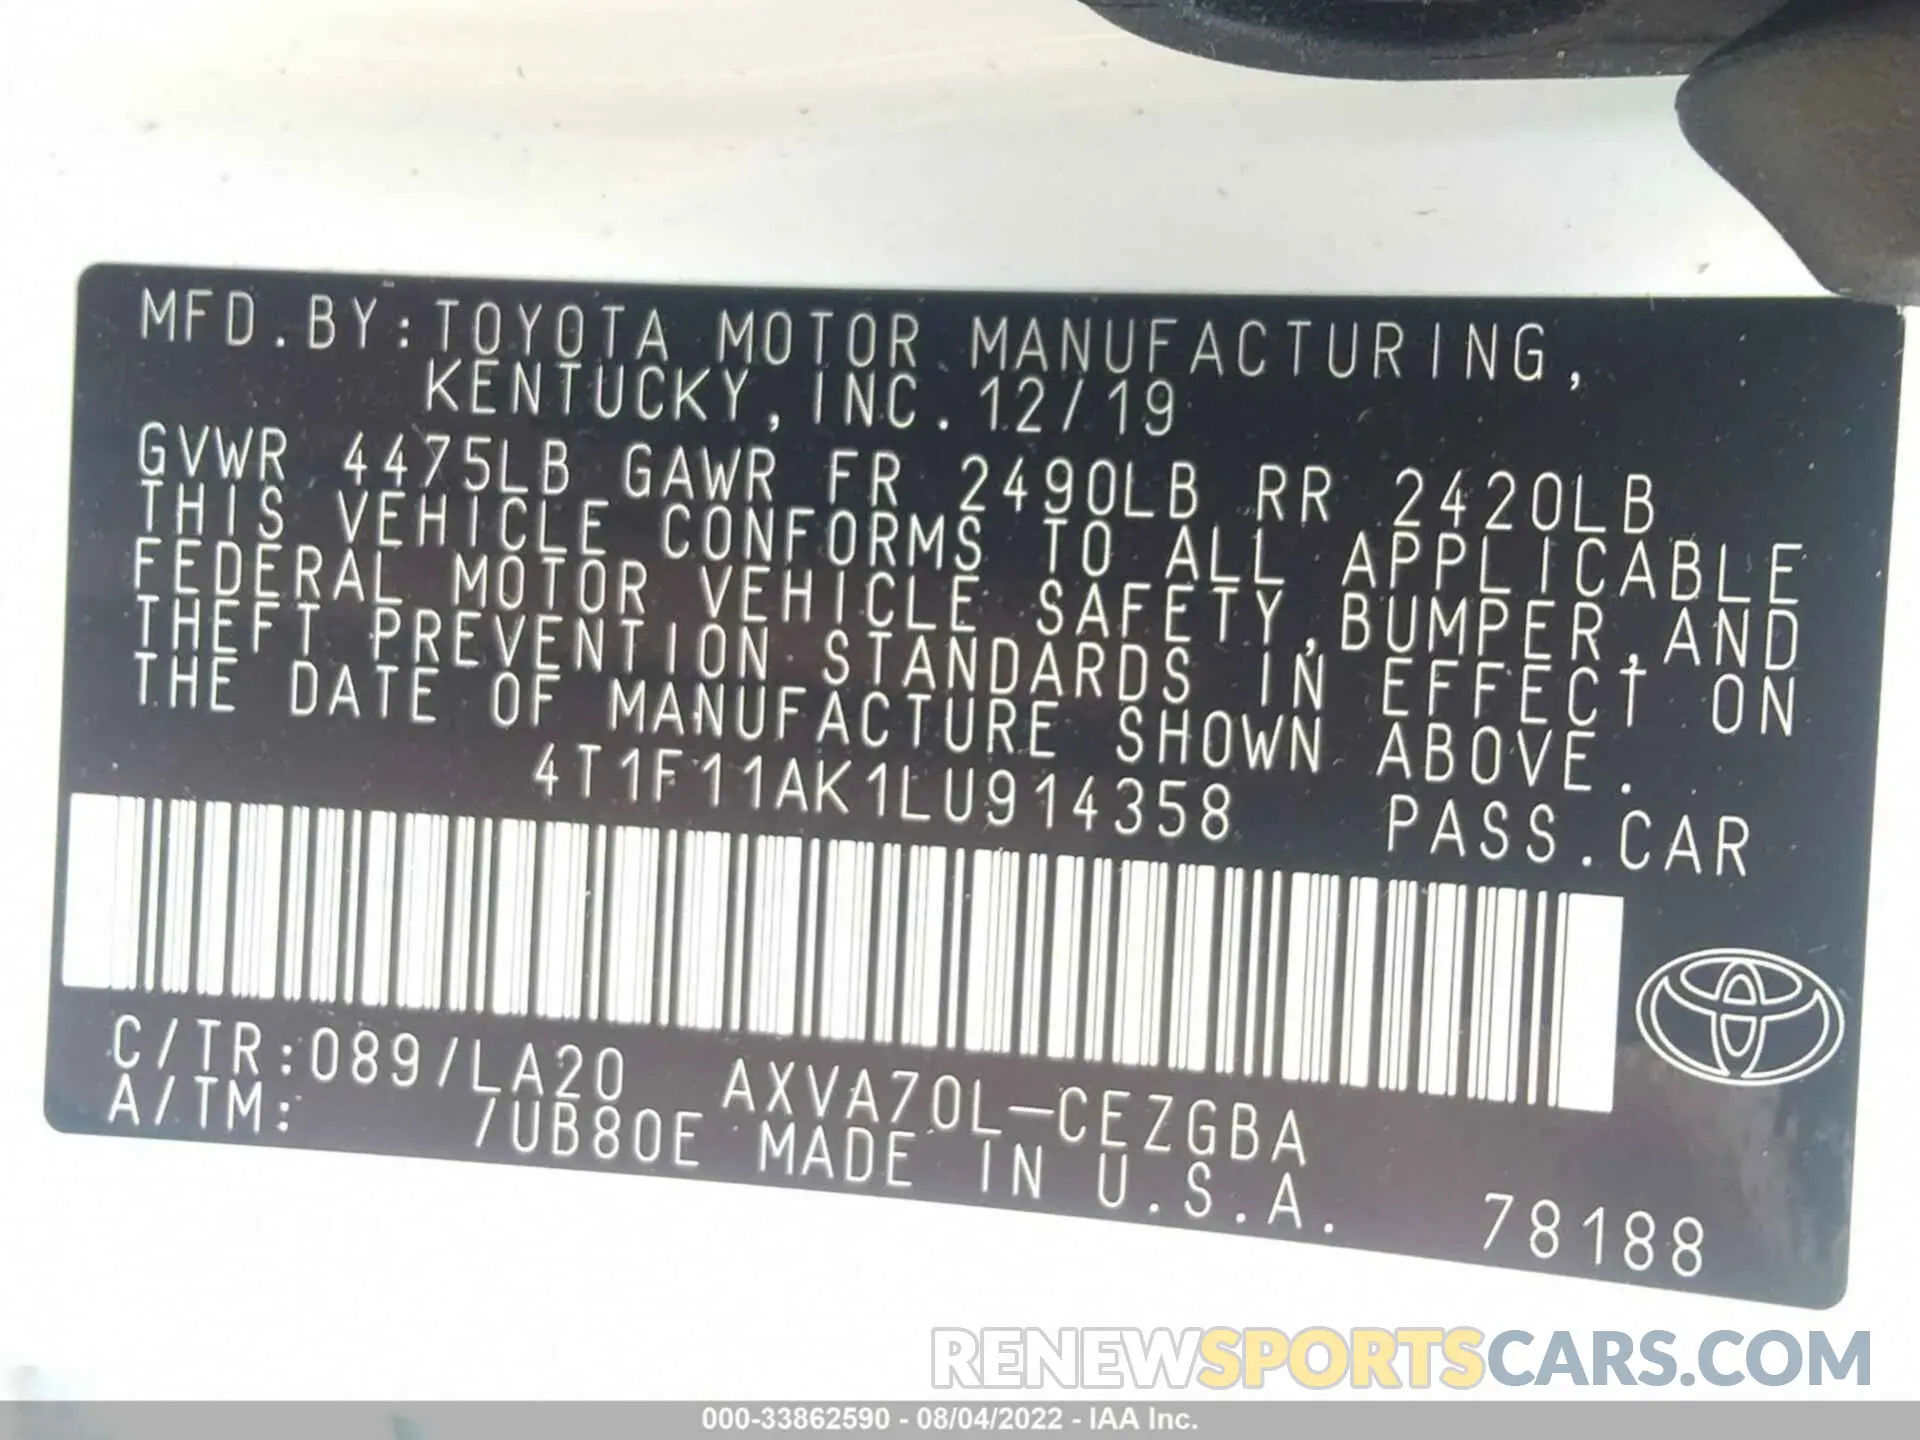 MFD.BY:TOYOTA MOTOR MANUFACTURING,
KENTUCKY, INC. 12/19
GVWR 4475LB GAWR FR 2490LB RR 2420LB
THIS VEHICLE CONFORMS TO ALL APPLICABLE
FEDERAL MOTOR VEHICLE SAFETY,BUMPER,AND
THEFT PREVENTION STANDARDS IN EFFECT ON
THE DATE OF MANUFACTURE SHOWN ABOVE.
4T1F11AK1LU914358 PASS.CAR
C/TR:089/LA20 AXVA70L-CEZGBA
A/TM: /UB80E MADE IN U.S.A.
78188
RENEWSPORTSCARS.COM
000-33862590 - 08/04/2022 - IAA Inc.